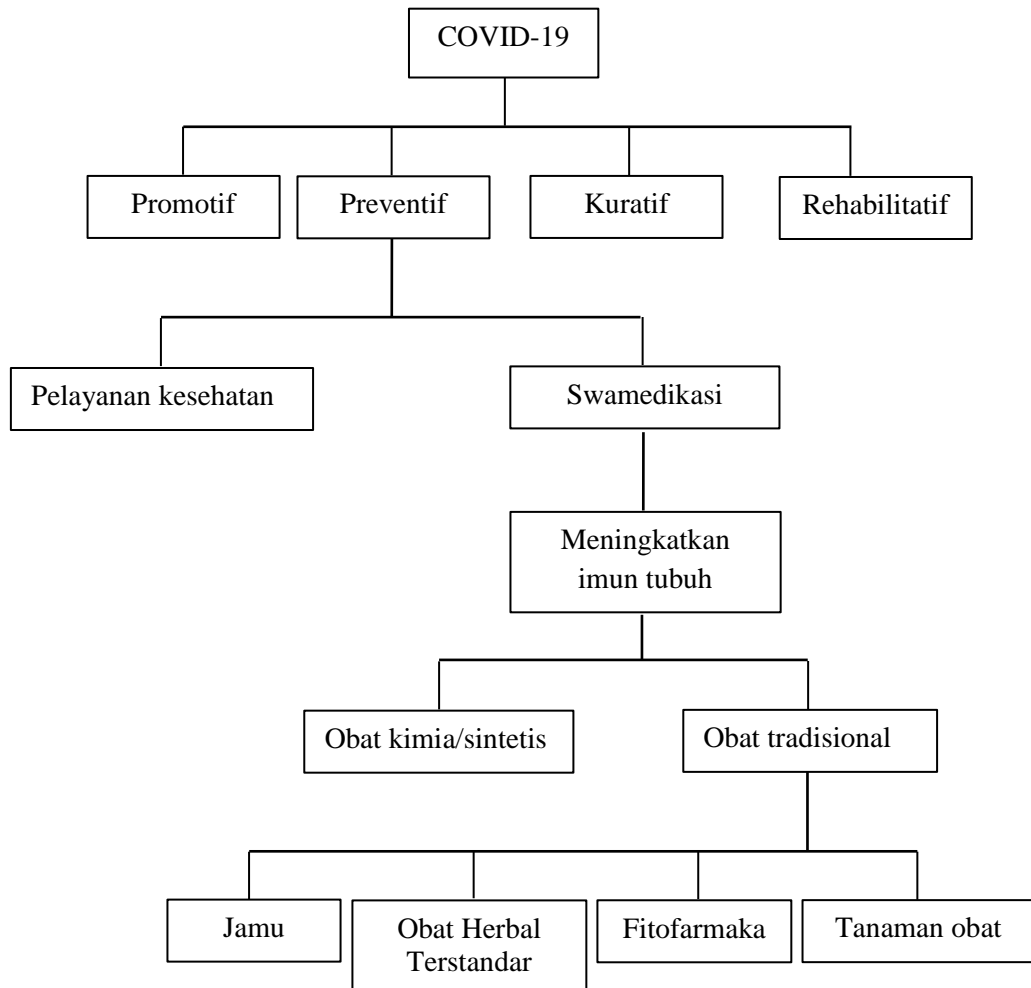 COVID-19
Promotif
Preventif
Kuratif
Rehabilitatif
Pelayanan kesehatan
Swamedikasi
Meningkatkan
imun tubuh
Obat kimia/sintetis
Obat tradisional
Jamu
Obat Herbal
Terstandar
Fitofarmaka
Tanaman obat